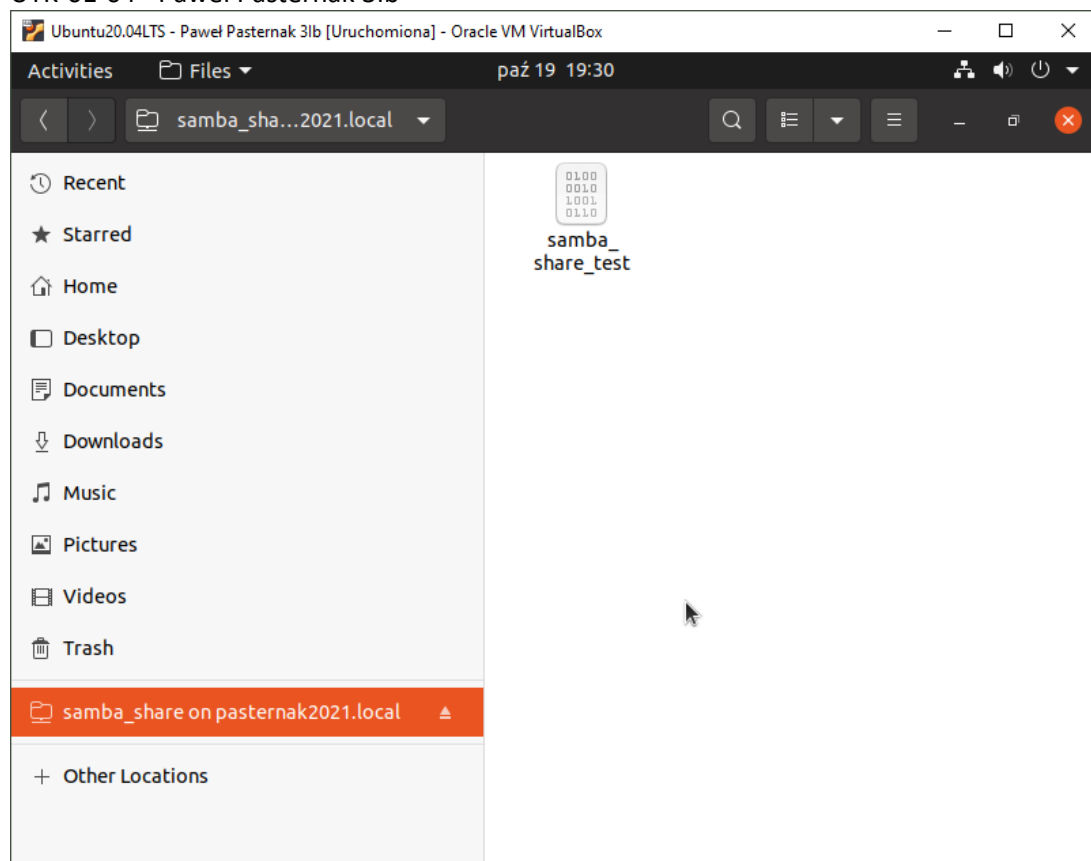 Ubuntu20.04LTS - Paweł Pasternak 3lb [Uruchomiona] - Oracle VM VirtualBox
Activities Files paź 19 19:30
samba_sha...2021.local
Recent
Starred
Home
Desktop
Documents
Downloads
Music
Pictures
Videos
Trash
samba_share on pasternak2021.local
+ Other Locations
0100
0010
1001
0110
samba_
share_test